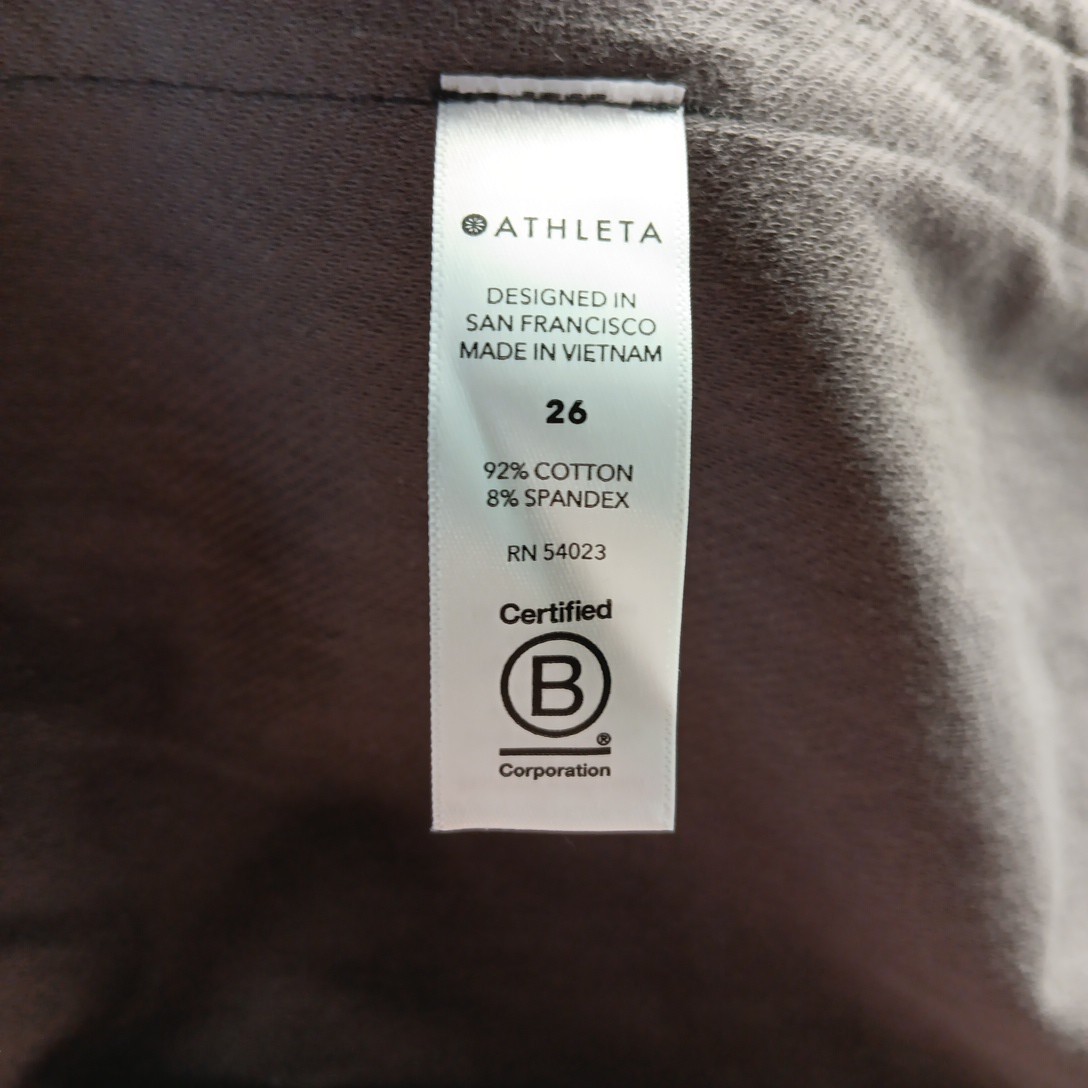 ATHLETA
DESIGNED IN
SAN FRANCISCO
MADE IN VIETNAM
26
92% COTTON
8% SPANDEX
RN 54023
Certified
B
®
Corporation